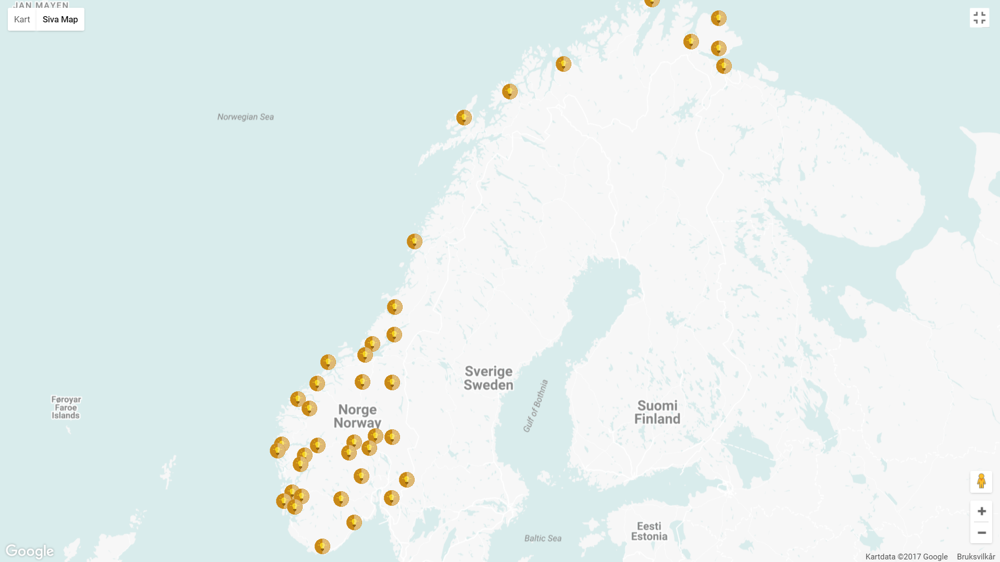 JAN MAYEN
Kart
Siva Map
Norwegian Sea
Sverige
Sweden
Gulf of Bothnia
Føroyar
Faroe
Islands
Norge
Norway
Suomi
Finland
Eesti
Estonia
Baltic Sea
Google
Kartdata ©2017 Google
Bruksvilkår